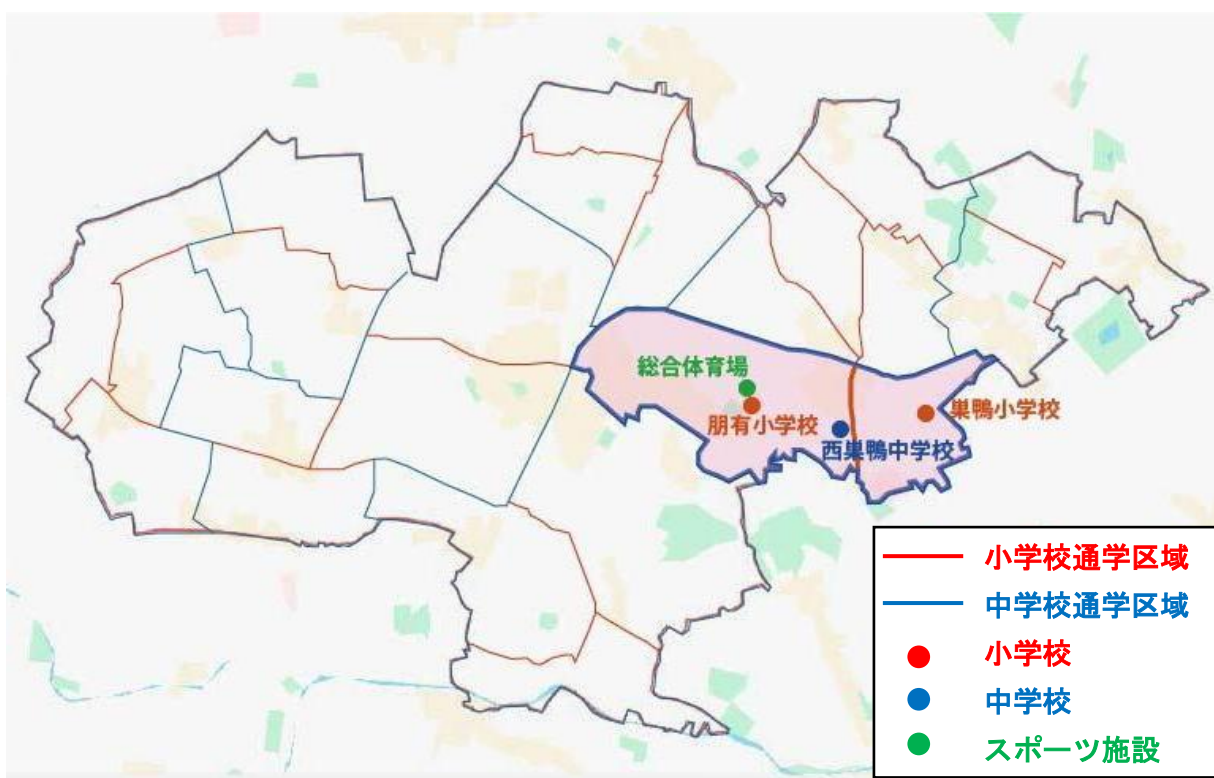 総合体育場
朋有小学校
巣鴨小学校
西巣鴨中学校
小学校通学区域
中学校通学区域
小学校
中学校
スポーツ施設